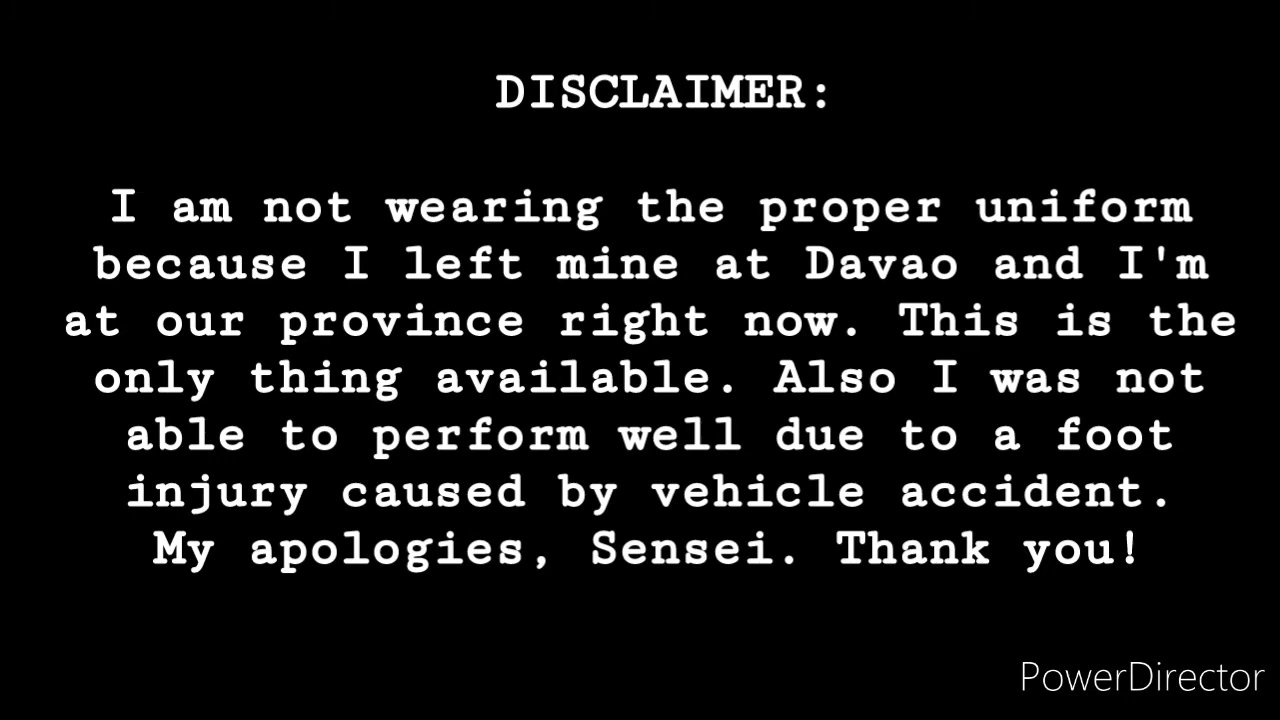 DISCLAIMER:
I am not wearing the proper uniform
because I left mine at Davao and I'm
at our province right now. This is the
only thing available. Also I was not
able to perform well due to a foot
injury caused by vehicle accident.
My apologies, Sensei. Thank you!
PowerDirector